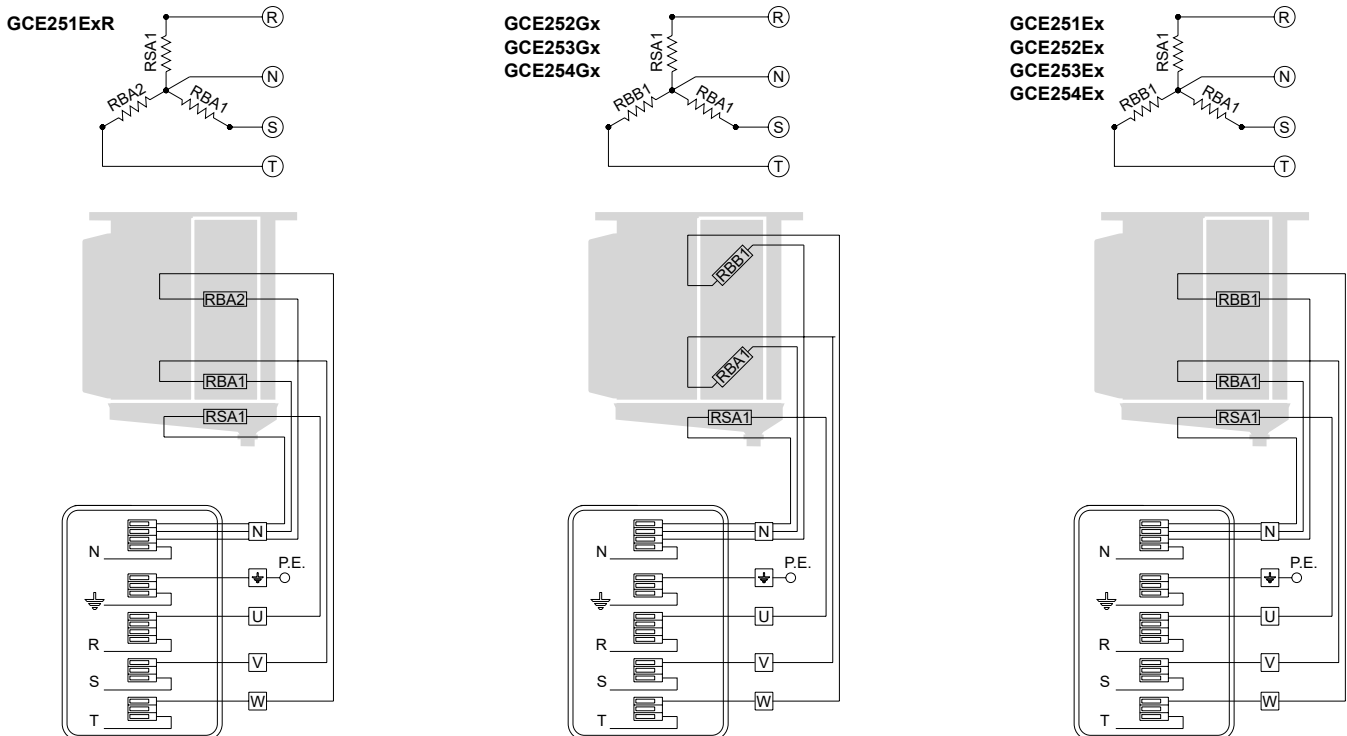 GCE251ExR
RSA1
RBA2
RBA1
R
N
S
T
RBA2
RBA1
RSA1
N
N
P.E.
U
R
V
S
W
T
GCE252Gx
GCE253Gx
GCE254Gx
RSA1
RBB1
RBA1
R
N
S
T
RBB1
RBA1
RSA1
N
N
P.E.
U
R
V
S
W
T
GCE251Ex
GCE252Ex
GCE253Ex
GCE254Ex
RSA1
RBB1
RBA1
R
N
S
T
RBB1
RBA1
RSA1
N
N
P.E.
U
R
V
S
W
T